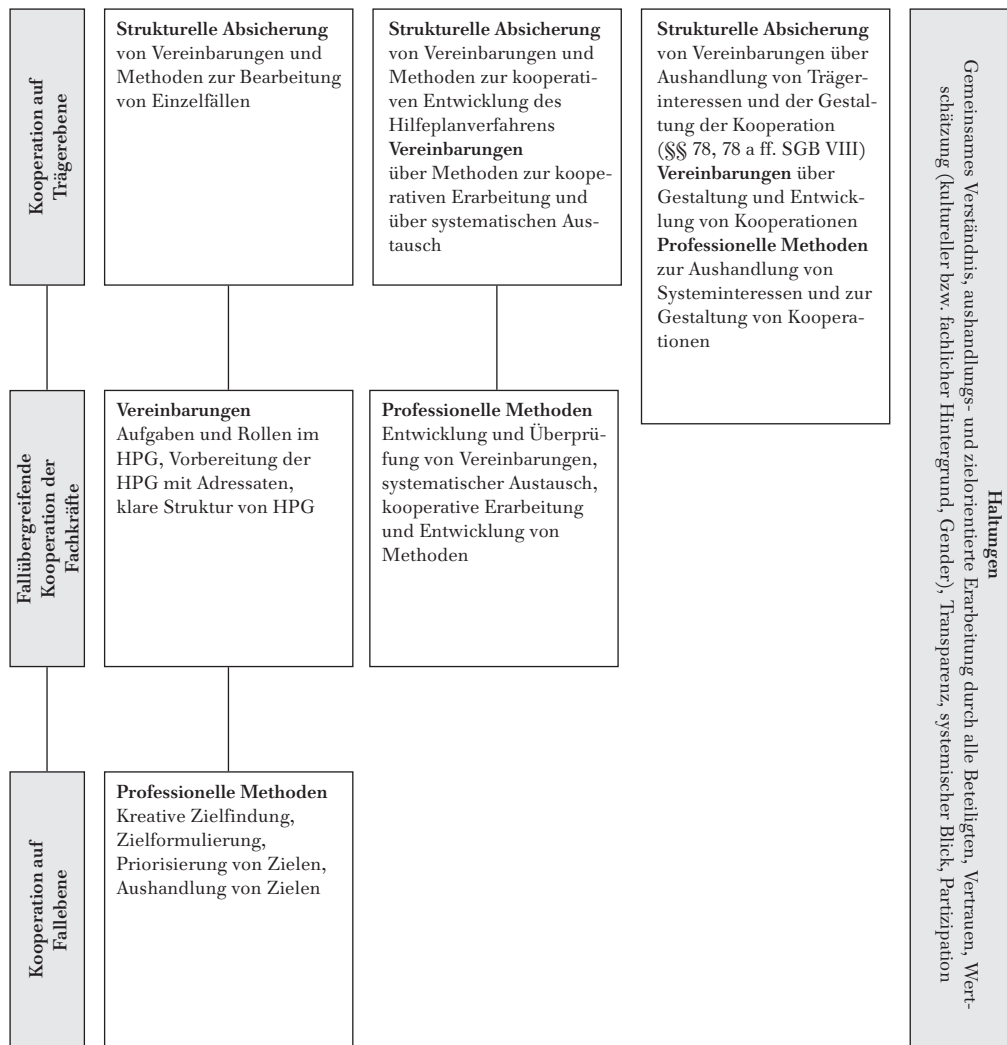 Kooperation auf
Trägerebene
Strukturelle Absicherung
von Vereinbarungen und
Methoden zur Bearbeitung
von Einzelfällen
Strukturelle Absicherung
von Vereinbarungen und
Methoden zur kooperati-
ven Entwicklung des
Hilfeplanverfahrens
Vereinbarungen
über Methoden zur koope-
rativen Erarbeitung und
über systematischen Aus-
tausch
Strukturelle Absicherung
von Vereinbarungen über
Aushandlung von Träger-
interessen und der Gestal-
tung der Kooperation
(§§ 78, 78 a ff. SGB VIII)
Vereinbarungen über
Gestaltung und Entwick-
lung von Kooperationen
Professionelle Methoden
zur Aushandlung von
Systeminteressen und zur
Gestaltung von Koopera-
tionen
Fallübergreifende
Kooperation der
Fachkräfte
Vereinbarungen
Aufgaben und Rollen im
HPG, Vorbereitung der
HPG mit Adressaten,
klare Struktur von HPG
Professionelle Methoden
Entwicklung und Überprü-
fung von Vereinbarungen,
systematischer Austausch,
kooperative Erarbeitung
und Entwicklung von
Methoden
Kooperation auf
Fallebene
Professionelle Methoden
Kreative Zielfindung,
Zielformulierung,
Priorisierung von Zielen,
Aushandlung von Zielen
Haltungen
Gemeinsames Verständnis, aushandlungs- und zielorientierte Erarbeitung durch alle Beteiligten, Vertrauen, Wert-
schätzung (kultureller bzw. fachlicher Hintergrund, Gender), Transparenz, systemischer Blick, Partizipation